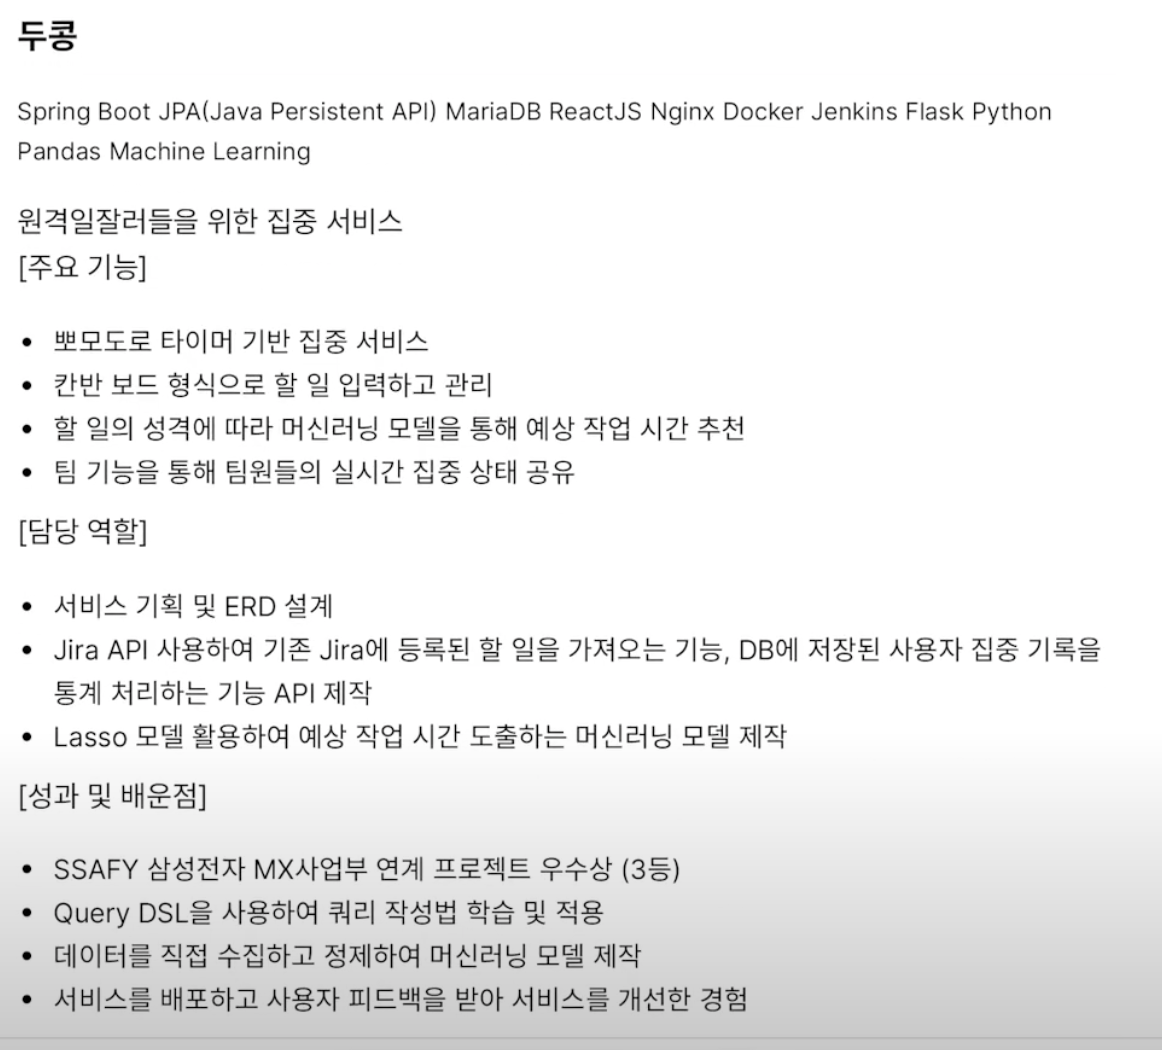 두콩
Spring Boot JPA(Java Persistent API) MariaDB ReactJS Nginx Docker Jenkins Flask Python
Pandas Machine Learning
원격일잘러들을 위한 집중 서비스
[주요 기능]
• 뽀모도로 타이머 기반 집중 서비스
• 칸반 보드 형식으로 할 일 입력하고 관리
• 할 일의 성격에 따라 머신러닝 모델을 통해 예상 작업 시간 추천
• 팀 기능을 통해 팀원들의 실시간 집중 상태 공유
[담당 역할]
• 서비스 기획 및 ERD 설계
• Jira API 사용하여 기존 Jira에 등록된 할 일을 가져오는 기능, DB에 저장된 사용자 집중 기록을
통계 처리하는 기능 API 제작
• Lasso 모델 활용하여 예상 작업 시간 도출하는 머신러닝 모델 제작
[성과 및 배운점]
• SSAFY 삼성전자 MX사업부 연계 프로젝트 우수상 (3등)
• Query DSL을 사용하여 쿼리 작성법 학습 및 적용
• 데이터를 직접 수집하고 정제하여 머신러닝 모델 제작
• 서비스를 배포하고 사용자 피드백을 받아 서비스를 개선한 경험